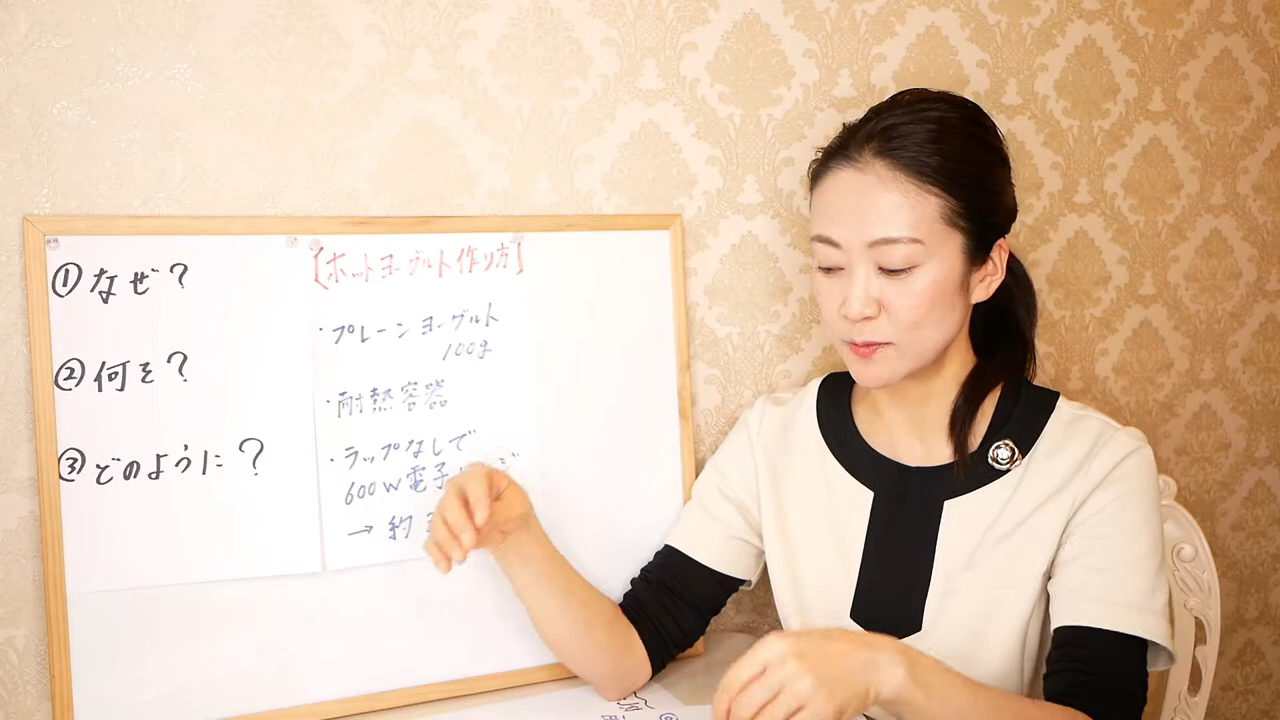 ① なぜ?
② 何を?
③ どのように?
【ホットヨーグルト作り方】
・プレーンヨーグルト
100g
・耐熱容器
・ラップなしで
600W電子
→ 約